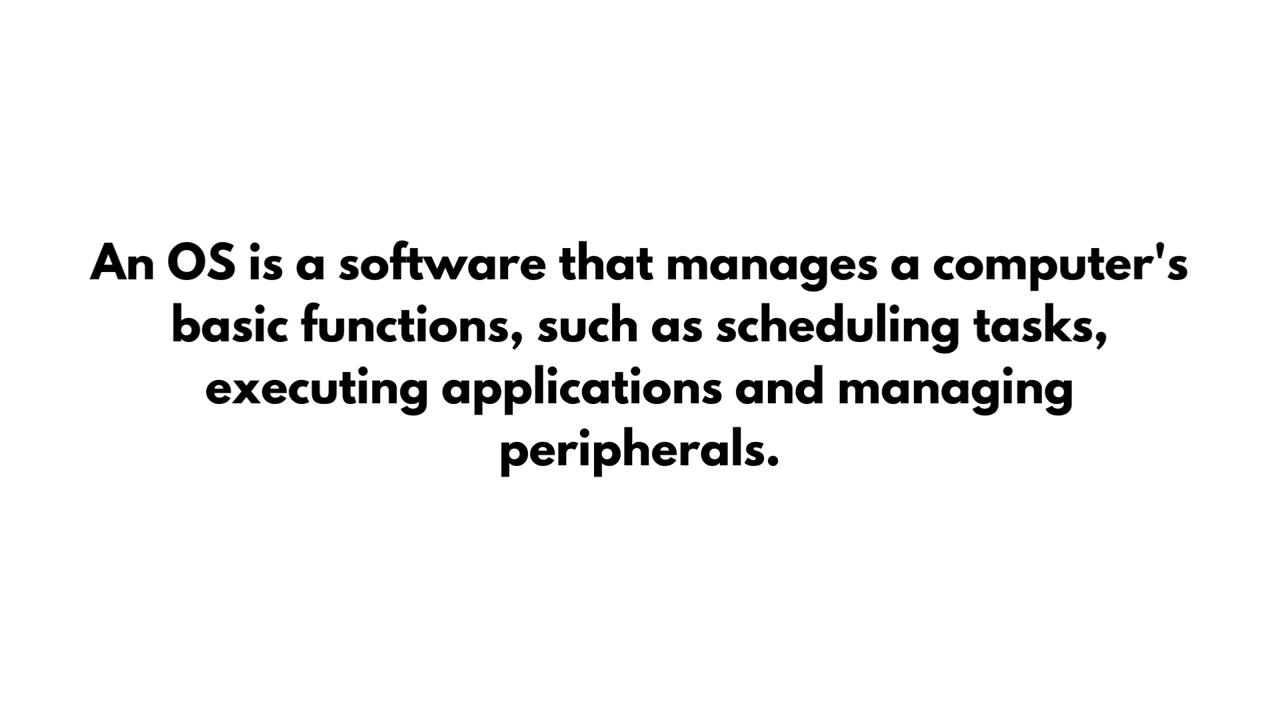 An OS is a software that manages a computer's
basic functions, such as scheduling tasks,
executing applications and managing
peripherals.